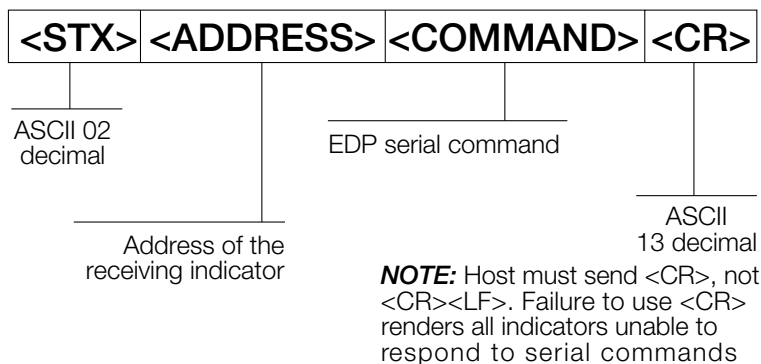 <STX> <ADDRESS> <COMMAND> <CR>
ASCII 02
decimal
EDP serial command
Address of the
receiving indicator
ASCII
13 decimal
NOTE: Host must send <CR>, not
<CR><LF>. Failure to use <CR>
renders all indicators unable to
respond to serial commands